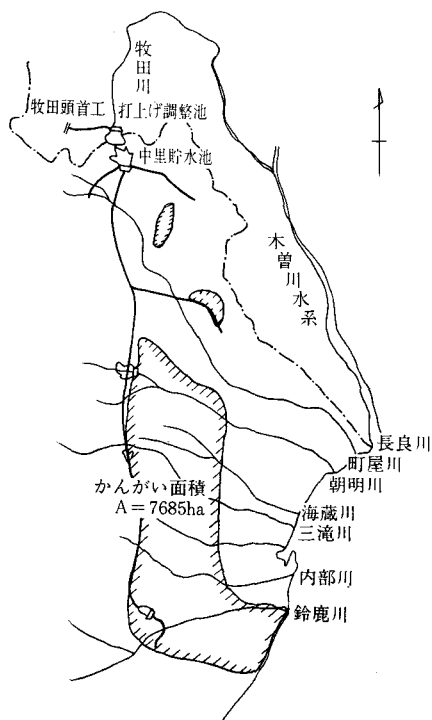 牧田川
牧田頭首工
打上げ調整池
中里貯水池
木曽川水系
長良川
町屋川
朝明川
かんがい面積
A=7685ha
海蔵川
三滝川
内部川
鈴鹿川